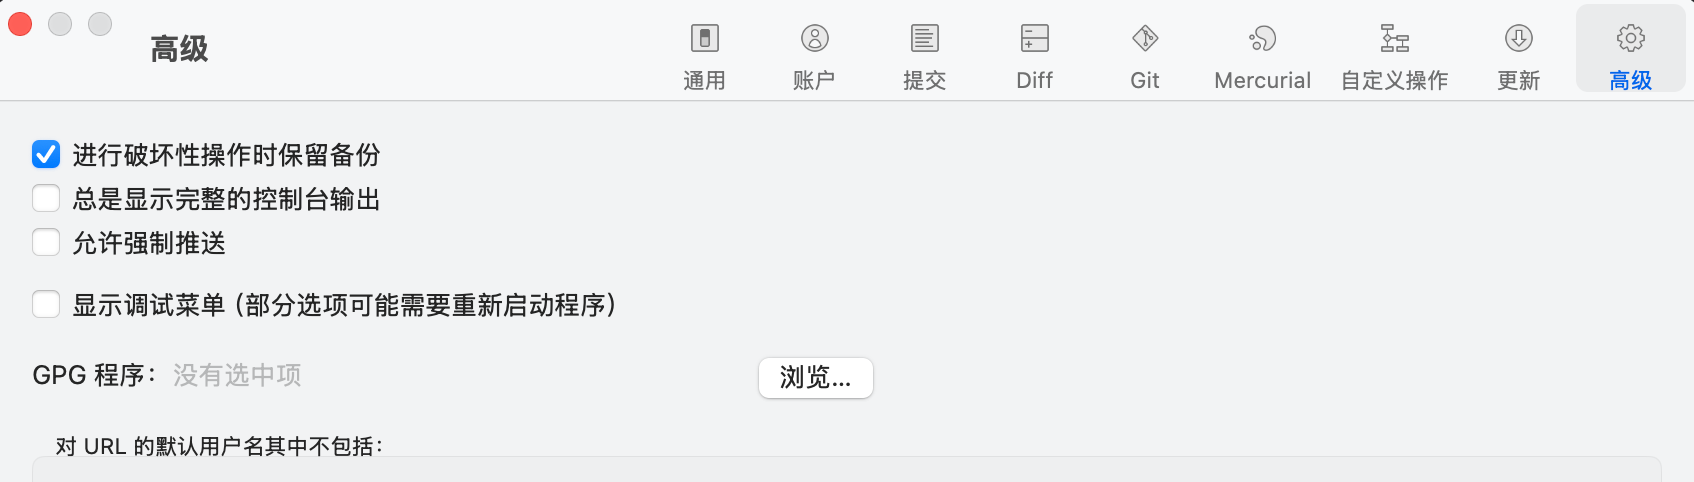 高级
通用 账户 提交 Diff Git Mercurial 自定义操作 更新 高级
进行破坏性操作时保留备份
总是显示完整的控制台输出
允许强制推送
显示调试菜单 (部分选项可能需要重新启动程序)
GPG 程序： 没有选中项 浏览...
对 URL 的默认用户名其中不包括：